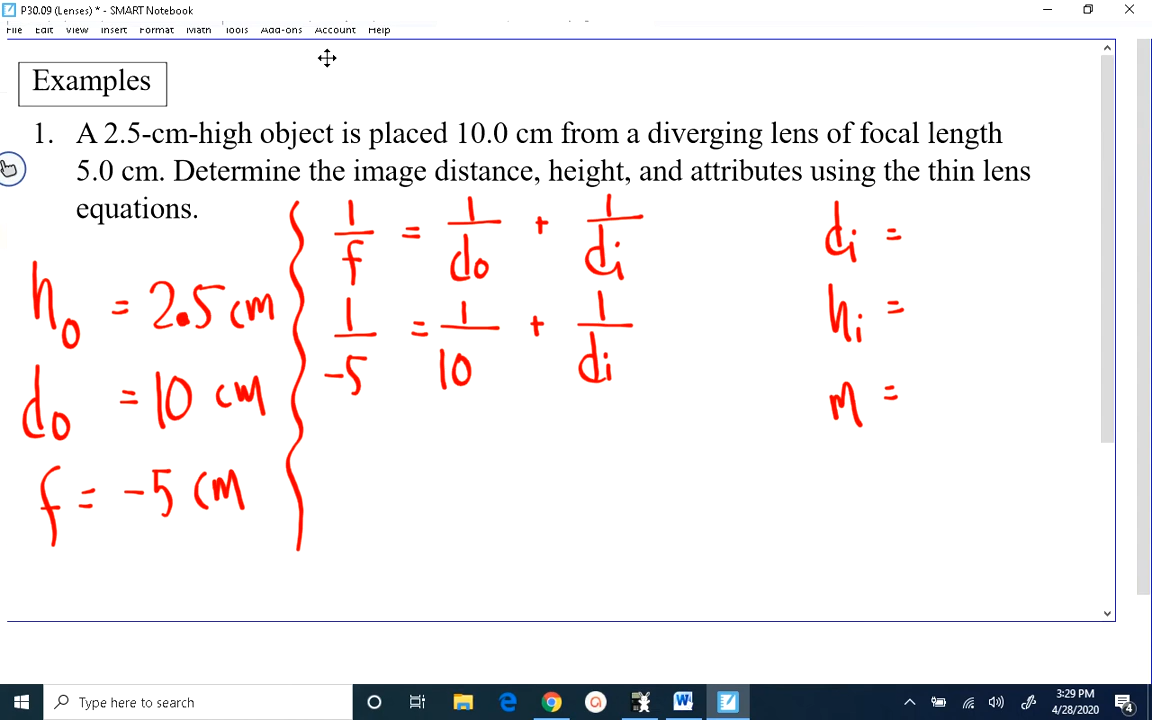 P30.09 (Lenses) * - SMART Notebook
File Edit View Insert Format Math Tools Add-ons Account Help
Examples
1. A 2.5-cm-high object is placed 10.0 cm from a diverging lens of focal length
5.0 cm. Determine the image distance, height, and attributes using the thin lens
equations.
1/f = 1/do + 1/di
di =
ho = 2.5 cm
1/-5 = 1/10 + 1/di
hi =
do = 10 cm
m =
f = -5 cm
Type here to search
3:29 PM
4/28/2020
4